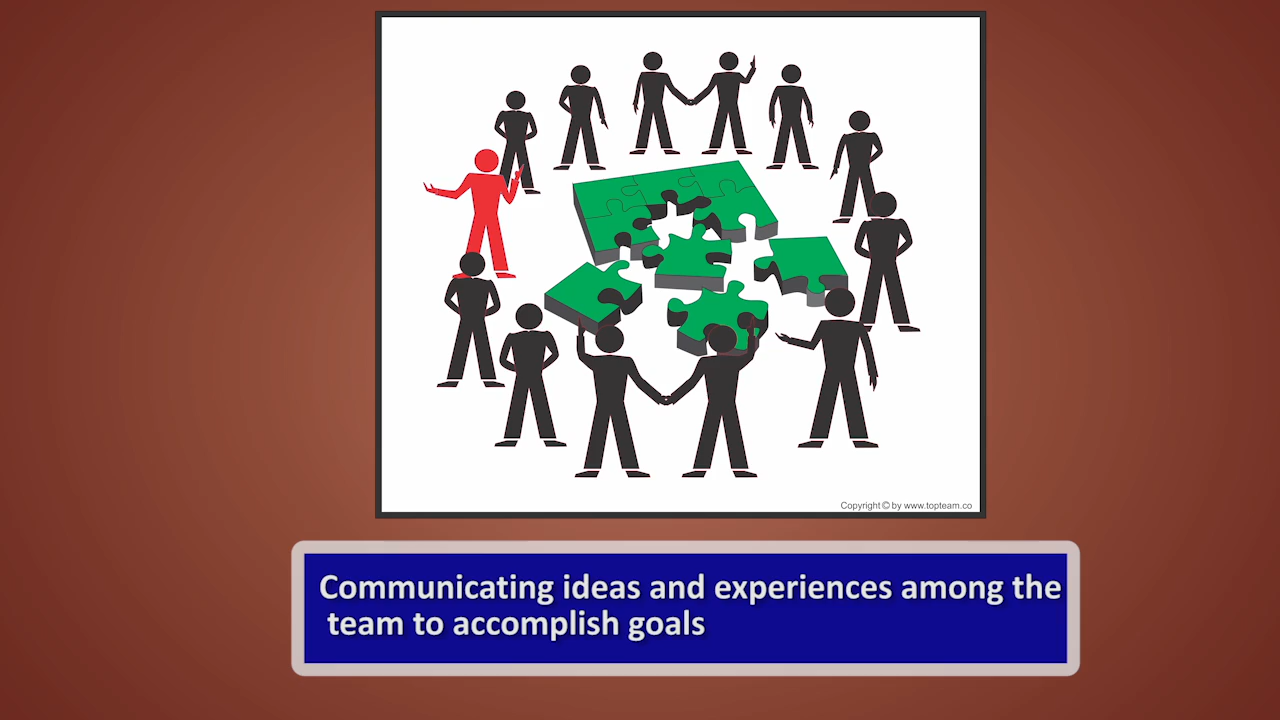 Copyright © by www.topteam.co
Communicating ideas and experiences among the
team to accomplish goals